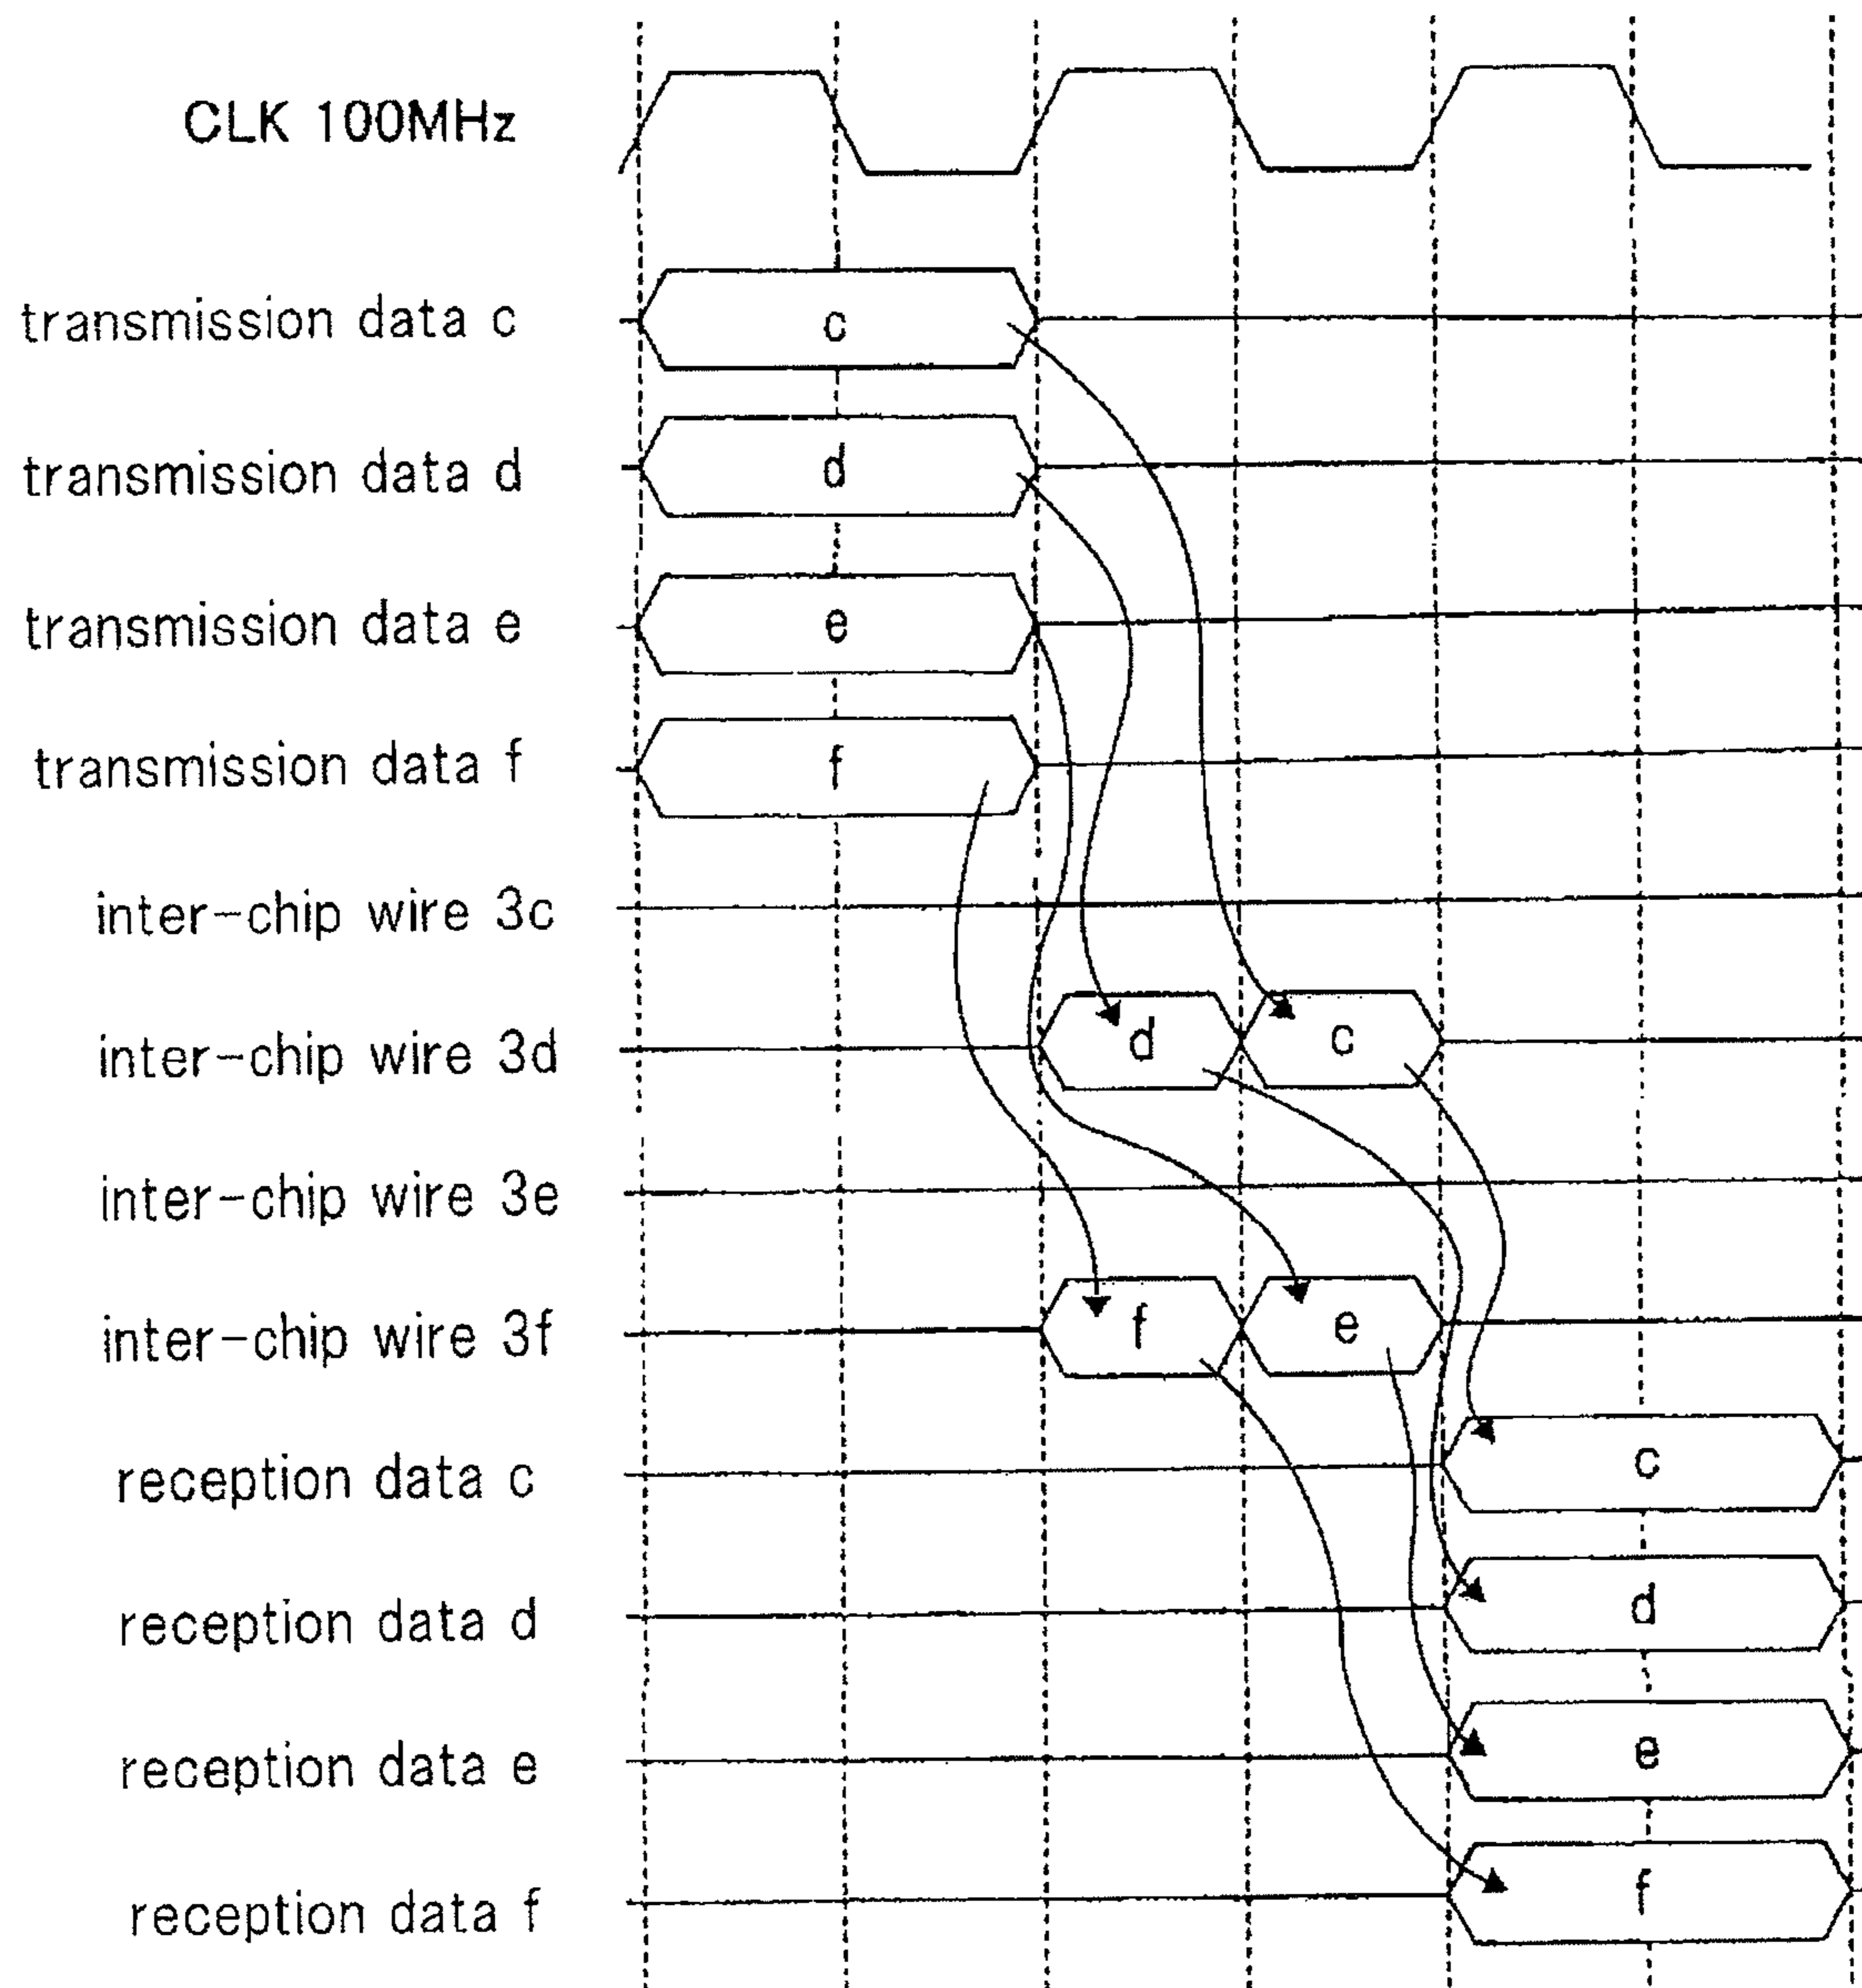 CLK 100MHz
transmission data c
c
transmission data d
d
transmission data e
e
transmission data f
f
inter-chip wire 3c
inter-chip wire 3d
d
c
inter-chip wire 3e
inter-chip wire 3f
f
e
reception data c
c
reception data d
d
reception data e
e
reception data f
f